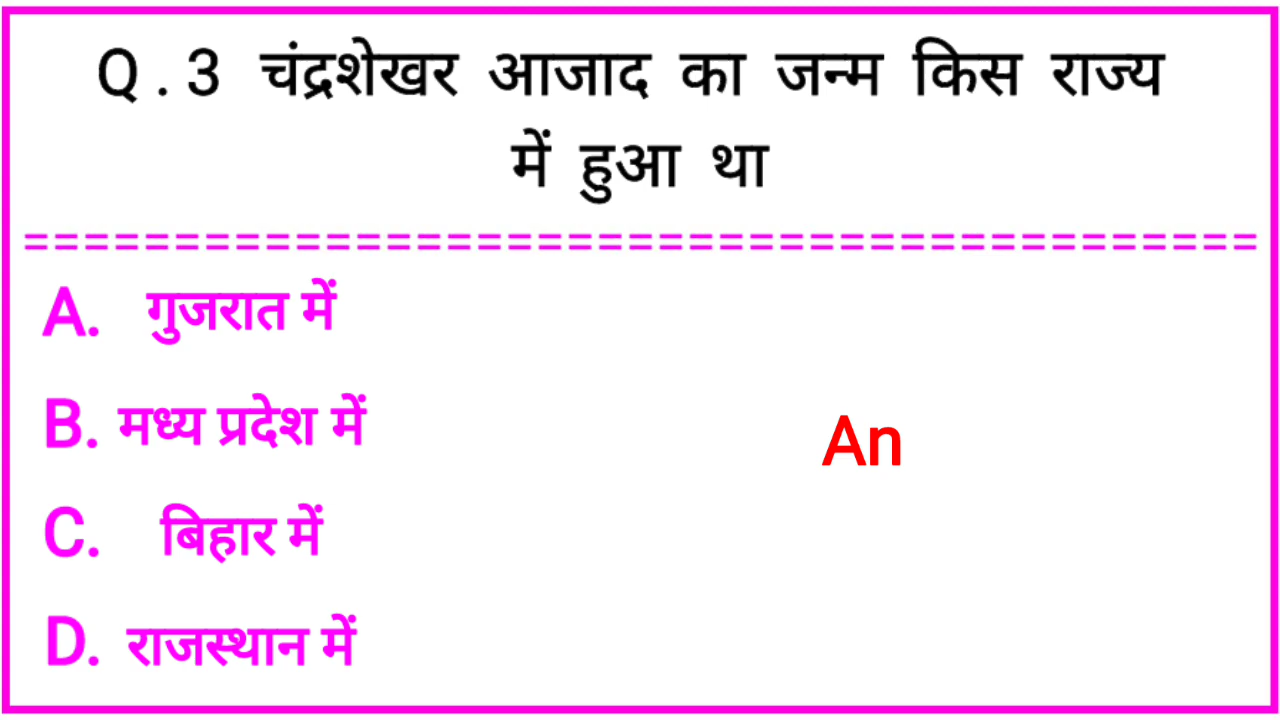 Q.3 चंद्रशेखर आजाद का जन्म किस राज्य
में हुआ था
=========================================
A. गुजरात में
B. मध्य प्रदेश में
An
C. बिहार में
D. राजस्थान में